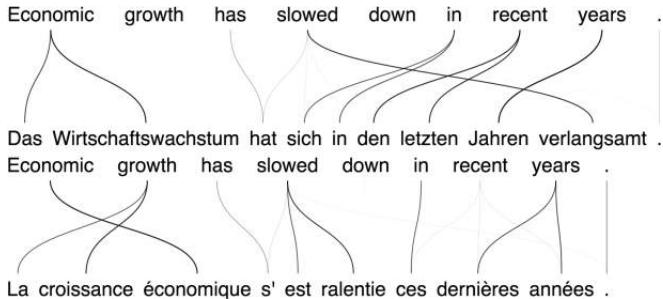 Economic growth has slowed down in recent years .
Das Wirtschaftswachstum hat sich in den letzten Jahren verlangsamt .
Economic growth has slowed down in recent years .
La croissance économique s' est ralentie ces dernières années .